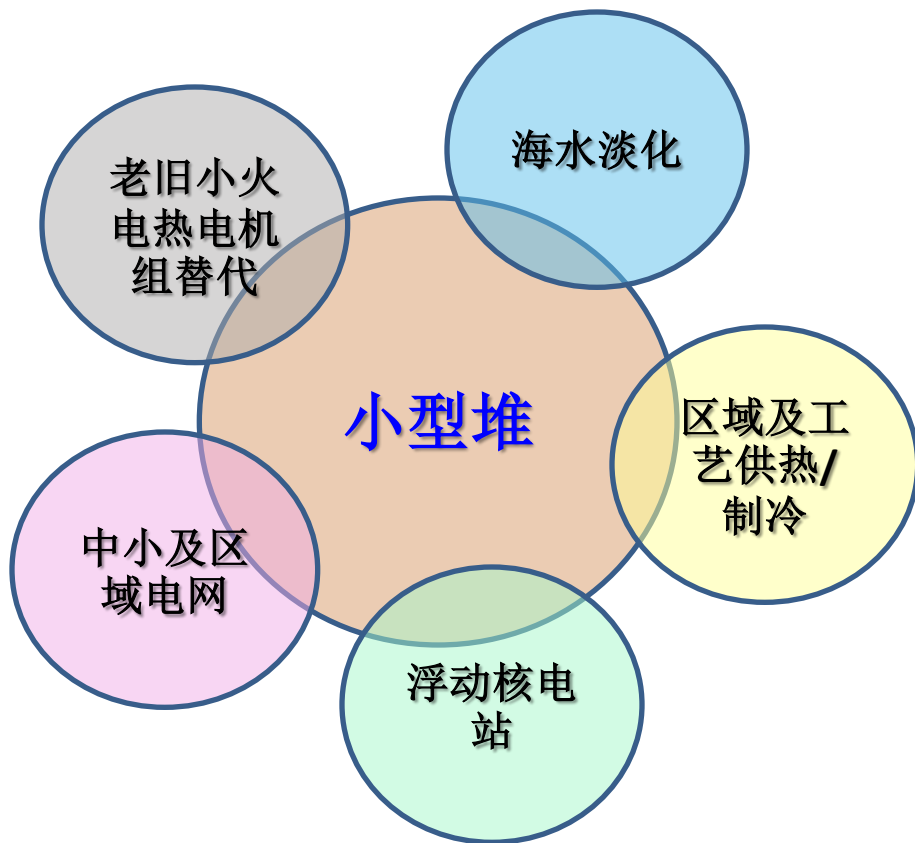 海水淡化
老旧小火
电热电机
组替代
小型堆
区域及工
艺供热/
制冷
中小及区
域电网
浮动核电
站